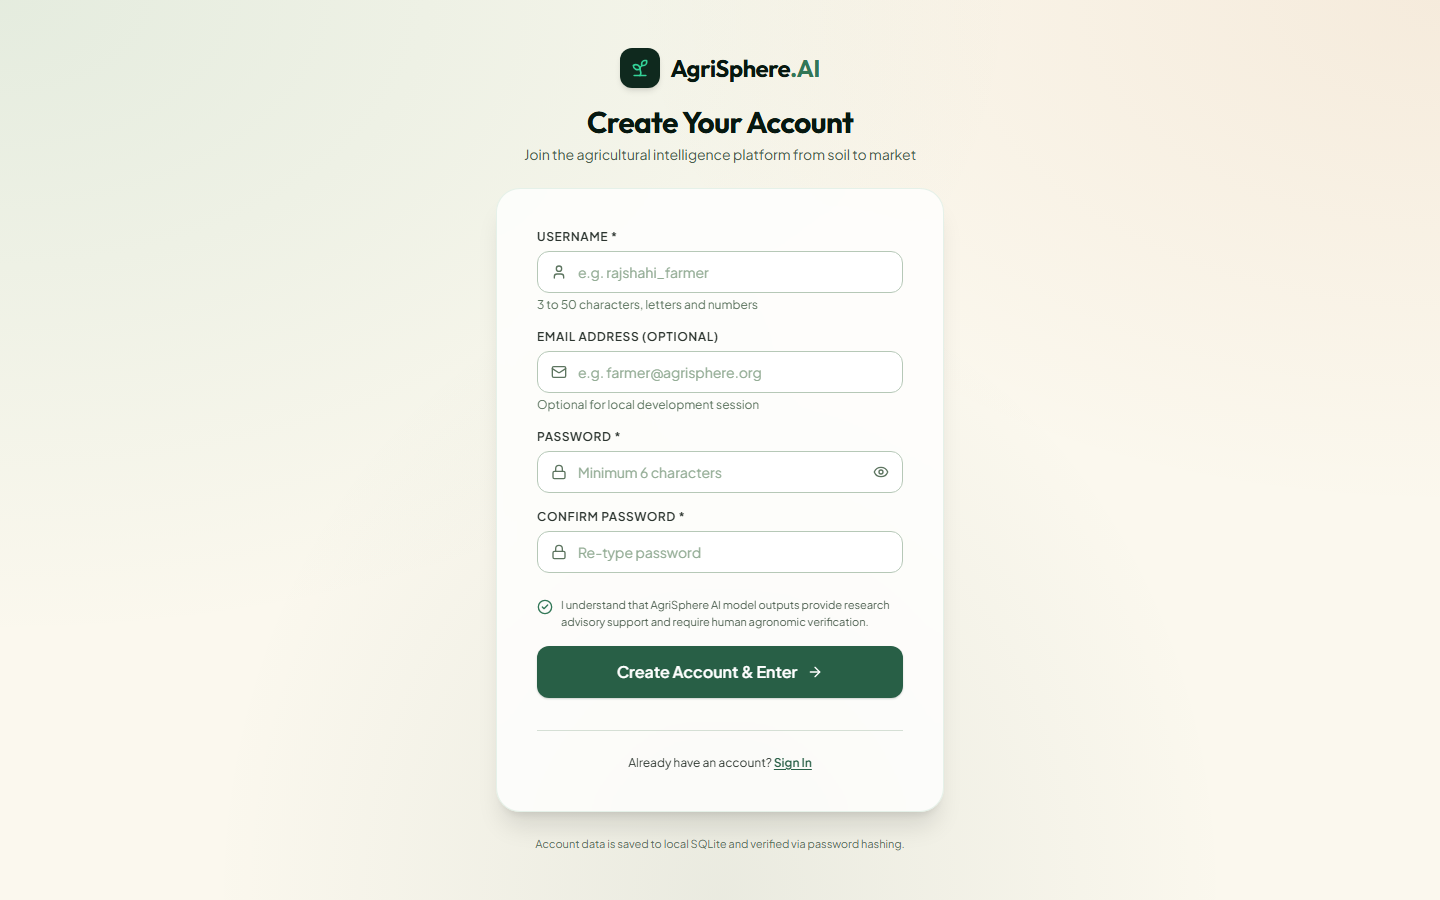 AgriSphere.AI
Create Your Account
Join the agricultural intelligence platform from soil to market
USERNAME *
e.g. rajshahi_farmer
3 to 50 characters, letters and numbers
EMAIL ADDRESS (OPTIONAL)
e.g. farmer@agrisphere.org
Optional for local development session
PASSWORD *
Minimum 6 characters
CONFIRM PASSWORD *
Re-type password
I understand that AgriSphere AI model outputs provide research
advisory support and require human agronomic verification.
Create Account & Enter →
Already have an account? Sign In
Account data is saved to local SQLite and verified via password hashing.